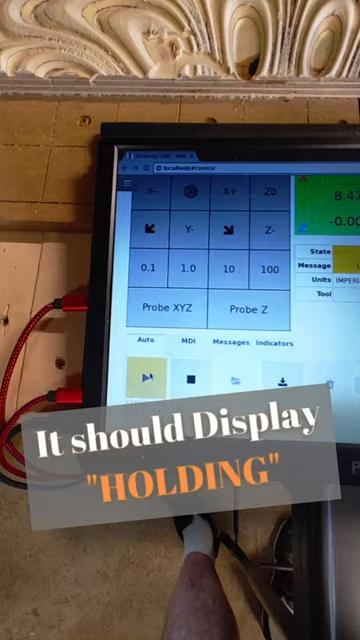 localhost/#control
X-
X+
Z0
8.47
Y-
Z-
-0.00
0.1
1.0
10
100
State
Message
Units IMPERI
Tool
Probe XYZ
Probe Z
Auto
MDI
Messages
Indicators
It should Display
"HOLDING"